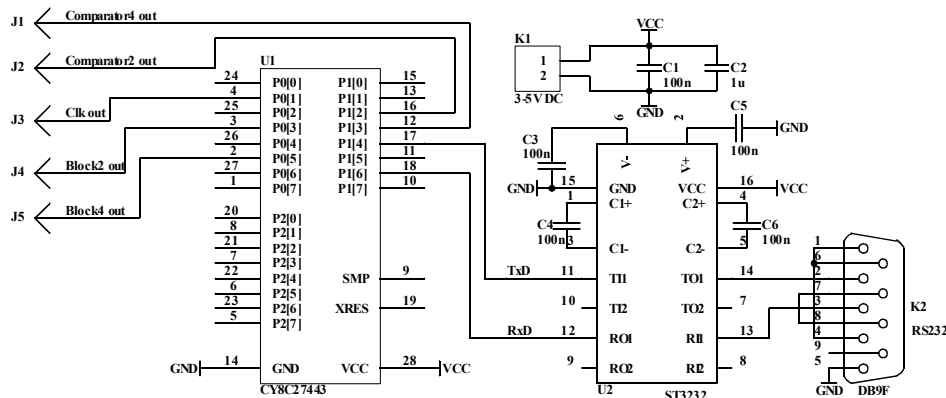 J1 Comparator4 out
J2 Comparator2 out
J3 Clk out
J4 Block2 out
J5 Block4 out
U1
24 P0[0] P1[0] 15
4 P0[1] P1[1] 13
25 P0[2] P1[2] 16
3 P0[3] P1[3] 12
26 P0[4] P1[4] 17
2 P0[5] P1[5] 11
27 P0[6] P1[6] 18
1 P0[7] P1[7] 10
20 P2[0]
8 P2[1]
21 P2[2]
7 P2[3]
22 P2[4] SMP 9
6 P2[5]
23 P2[6] XRES 19
5 P2[7]
GND 14 GND VCC 28 VCC
CY8C27443
K1
1
2
3-5VDC
VCC
C1
100n
C2
1u
GND
C3
100n
6
V-
2
V+
C5
100n
GND
GND 15 GND VCC 16 VCC
1 C1+ C2+ 4
C4
100n
C6
100n
3 C1- C2- 5
TxD 11 TI1 TO1 14
10 TI2 TO2 7
RxD 12 RO1 RI1 13
9 RO2 RI2 8
U2 ST3232
1
6
2
7
3
8
4
9
5
GND
K2
RS232
DB9F